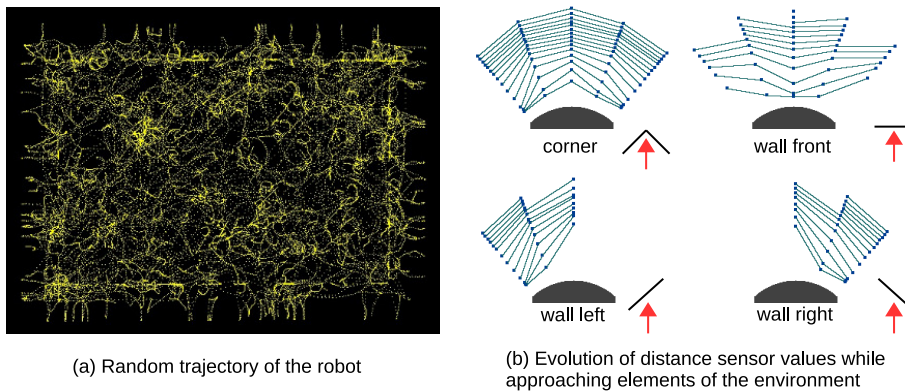 corner
wall front
wall left
wall right
(a) Random trajectory of the robot
(b) Evolution of distance sensor values while
approaching elements of the environment